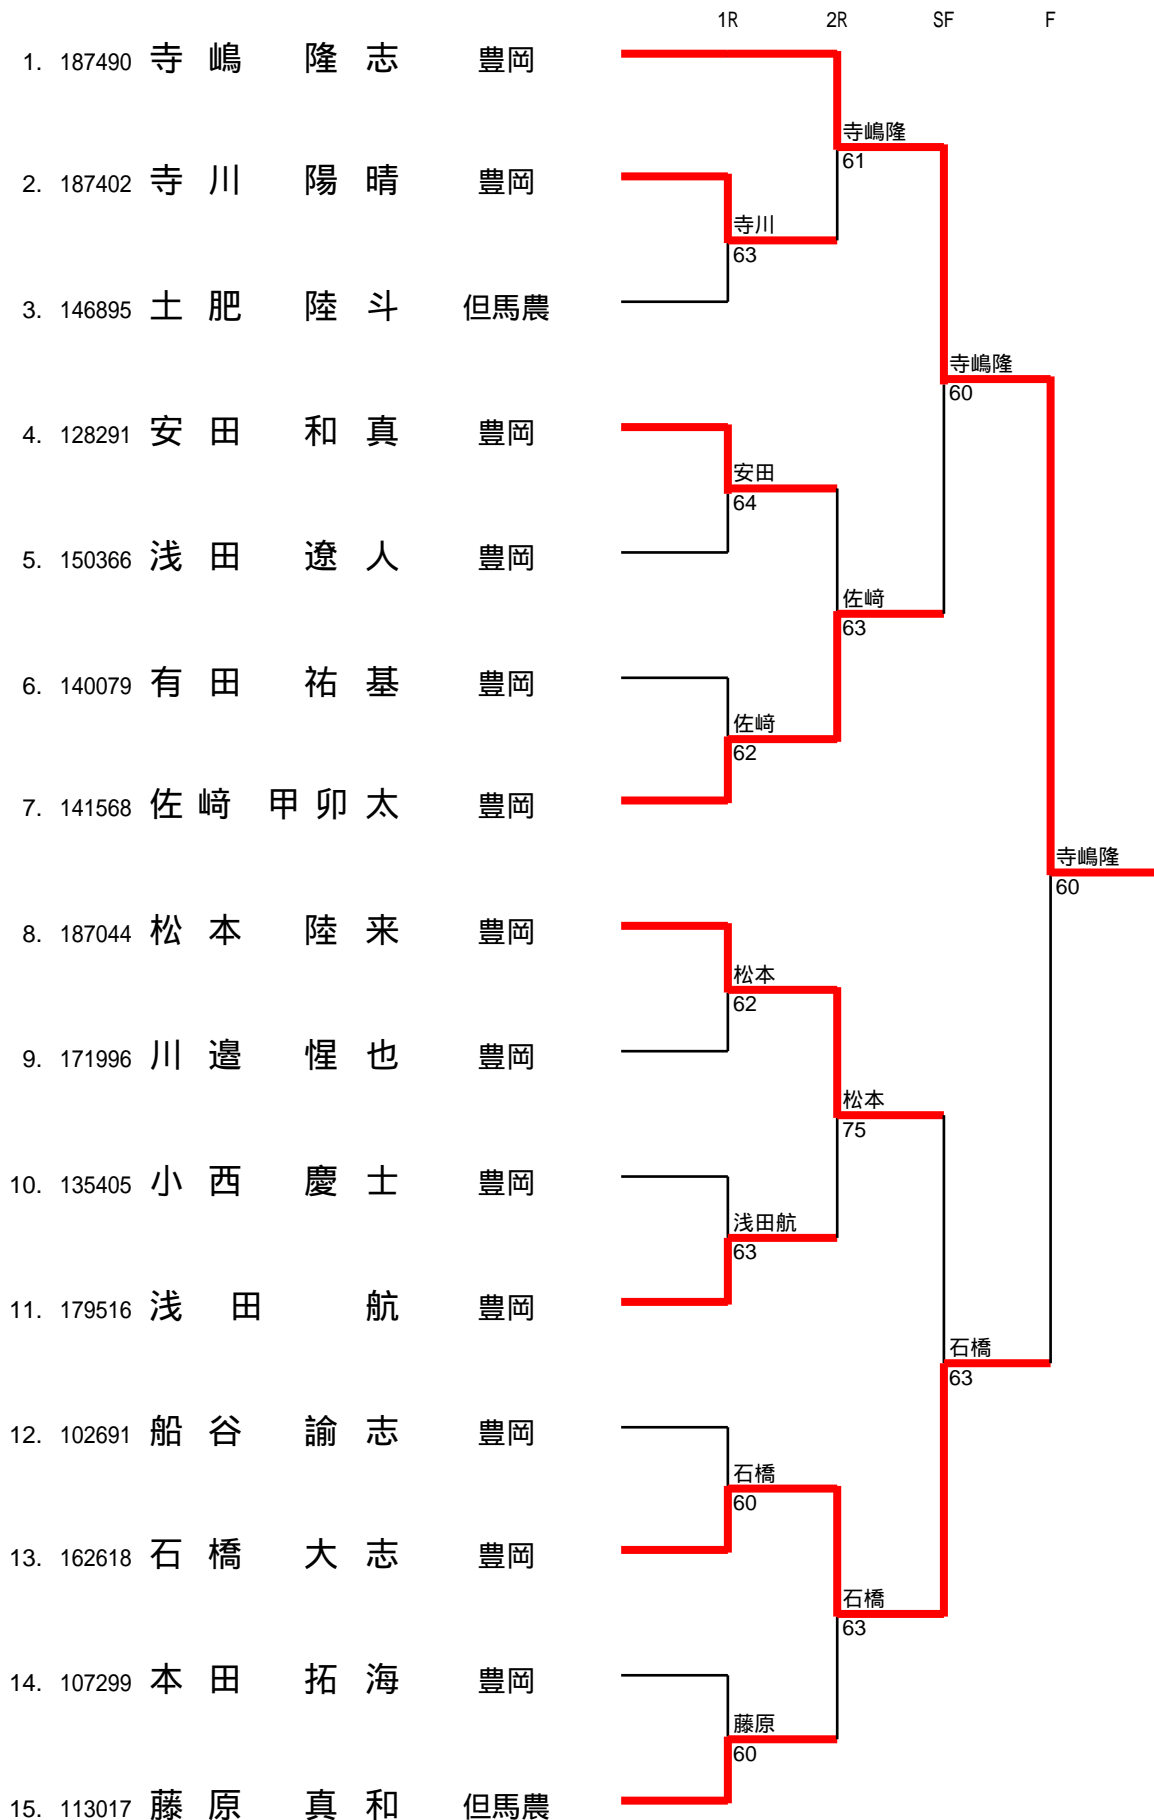 1R 2R SF F
1. 187490 寺嶋 隆志 豊岡
寺嶋隆
61
2. 187402 寺川 陽晴 豊岡
寺川
63
3. 146895 土肥 陸斗 但馬農
寺嶋隆
60
4. 128291 安田 和真 豊岡
安田
64
5. 150366 浅田 遼人 豊岡
佐﨑
63
6. 140079 有田 祐基 豊岡
佐﨑
62
7. 141568 佐﨑 甲卯太 豊岡
寺嶋隆
60
8. 187044 松本 陸来 豊岡
松本
62
9. 171996 川邉 惺也 豊岡
松本
75
10. 135405 小西 慶士 豊岡
浅田航
63
11. 179516 浅田 航 豊岡
石橋
63
12. 102691 船谷 諭志 豊岡
石橋
60
13. 162618 石橋 大志 豊岡
石橋
63
14. 107299 本田 拓海 豊岡
藤原
60
15. 113017 藤原 真和 但馬農